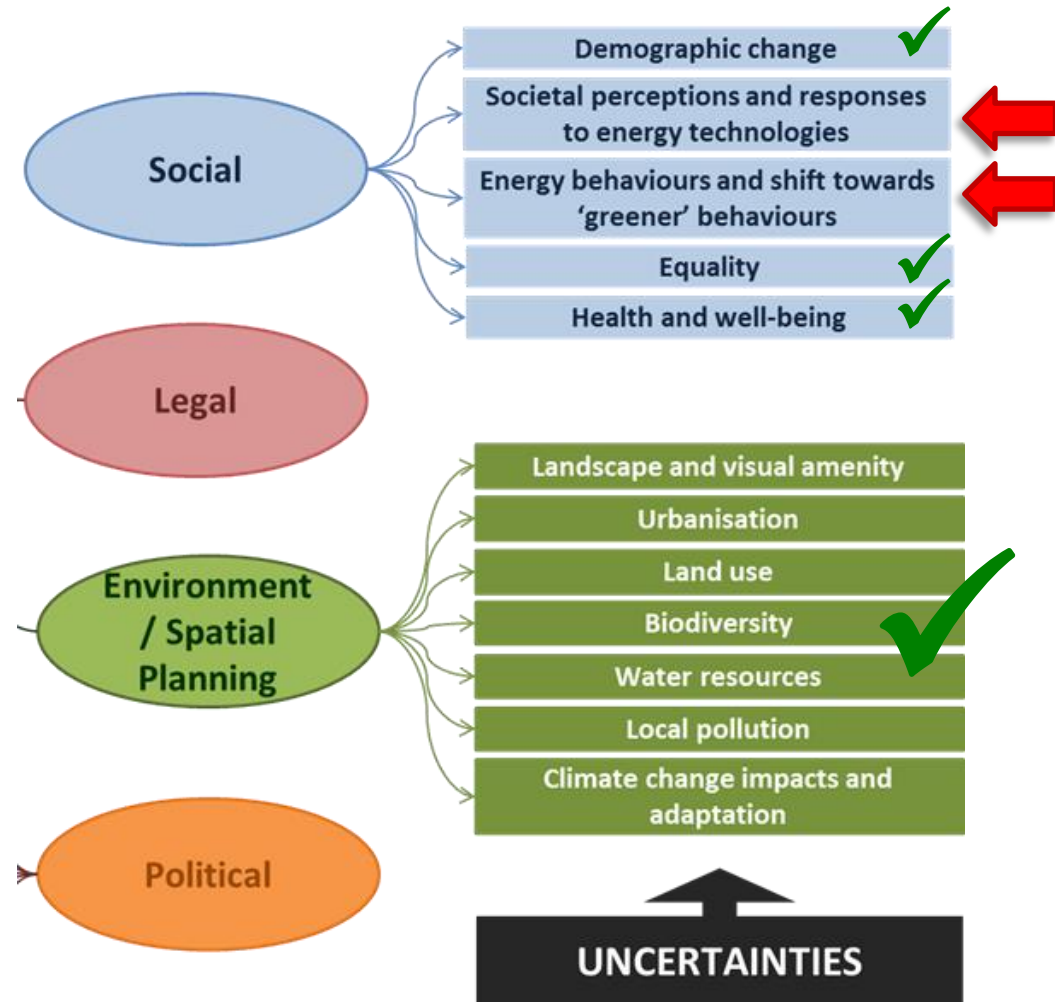 Social
Demographic change
Societal perceptions and responses
to energy technologies
Energy behaviours and shift towards
‘greener’ behaviours
Equality
Health and well-being
Legal
Environment
/ Spatial
Planning
Landscape and visual amenity
Urbanisation
Land use
Biodiversity
Water resources
Local pollution
Climate change impacts and
adaptation
Political
UNCERTAINTIES